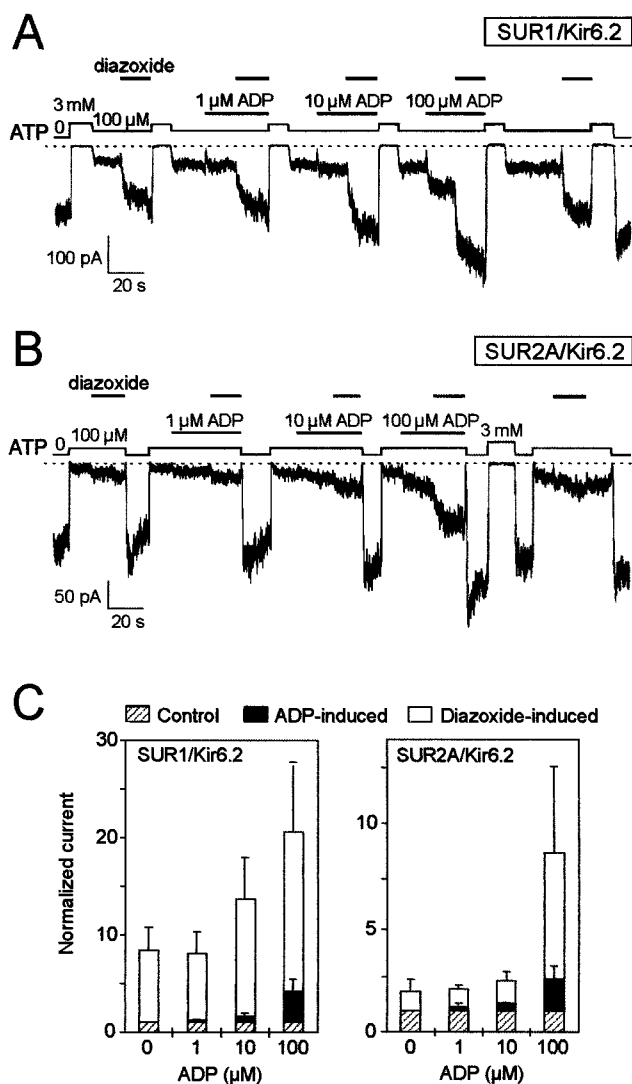 A
SUR1/Kir6.2
diazoxide
1 µM ADP 10 µM ADP 100 µM ADP
3 mM
ATP 0 100 µM
100 pA
20 s
B
SUR2A/Kir6.2
diazoxide
1 µM ADP 10 µM ADP 100 µM ADP
ATP 0 100 µM 3 mM
50 pA
20 s
C
Control ADP-induced Diazoxide-induced
SUR1/Kir6.2
Normalized current
30
20
10
0
0 1 10 100
ADP (µM)
SUR2A/Kir6.2
10
5
0
0 1 10 100
ADP (µM)